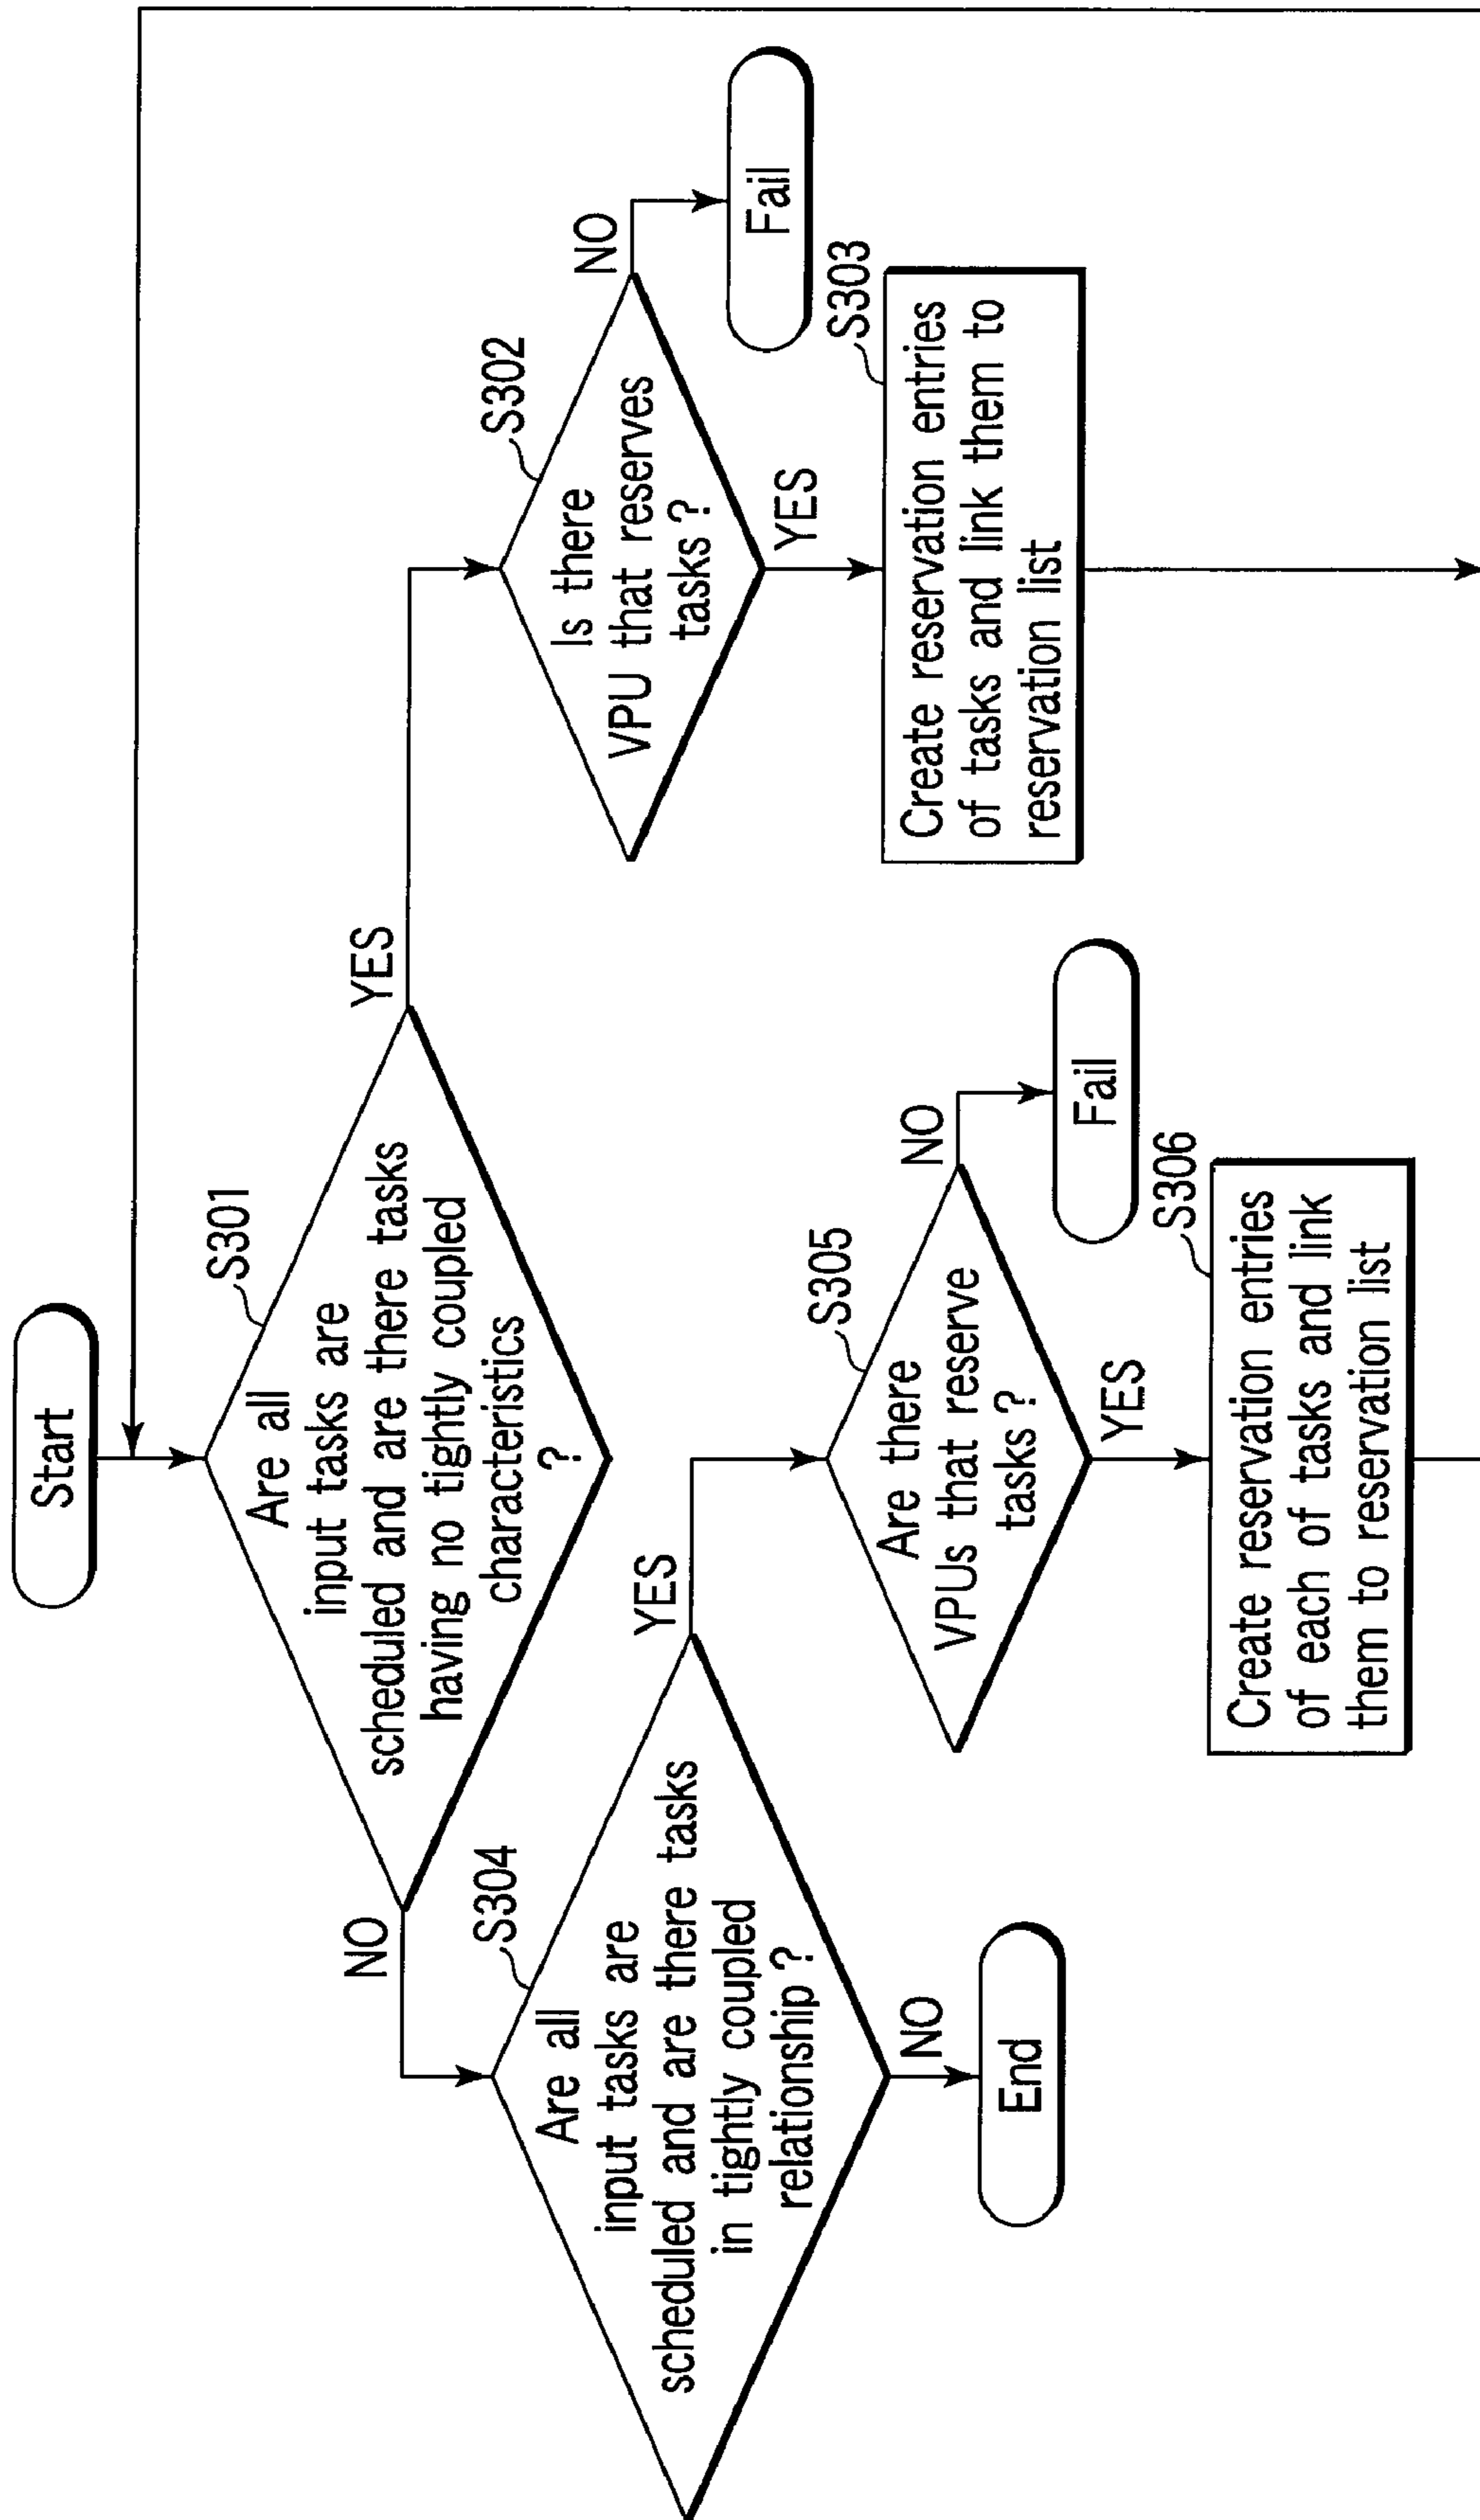 Start
S301
Are all
input tasks are
scheduled and are there tasks
having no tightly coupled
characteristics
?
YES
NO
S302
Is there
VPU that reserves
tasks ?
NO
Fail
YES
S303
Create reservation entries
of tasks and link them to
reservation list
S304
Are all
input tasks are
scheduled and are there tasks
in tightly coupled
relationship ?
YES
NO
End
S305
Are there
VPUs that reserve
tasks ?
NO
Fail
YES
S306
Create reservation entries
of each of tasks and link
them to reservation list